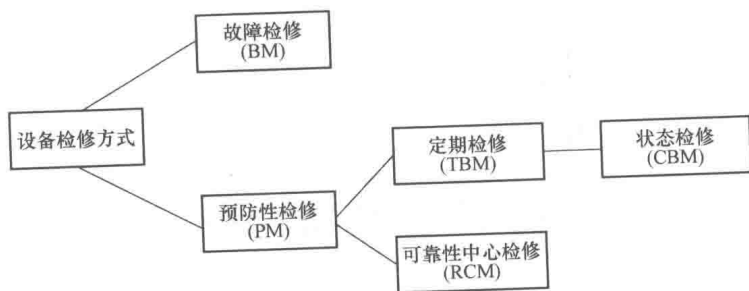 故障检修
(BM)
设备检修方式
定期检修
(TBM)
状态检修
(CBM)
预防性检修
(PM)
可靠性中心检修
(RCM)